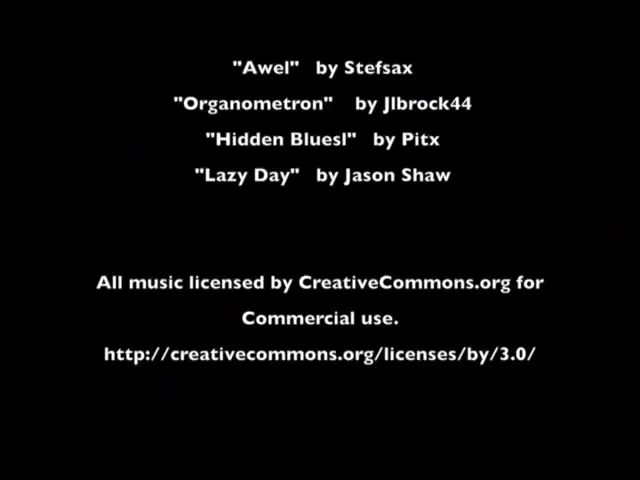 "Awel" by Stefsax
"Organometron" by Jlbrock44
"Hidden Bluesl" by Pitx
"Lazy Day" by Jason Shaw
All music licensed by CreativeCommons.org for
Commercial use.
http://creativecommons.org/licenses/by/3.0/